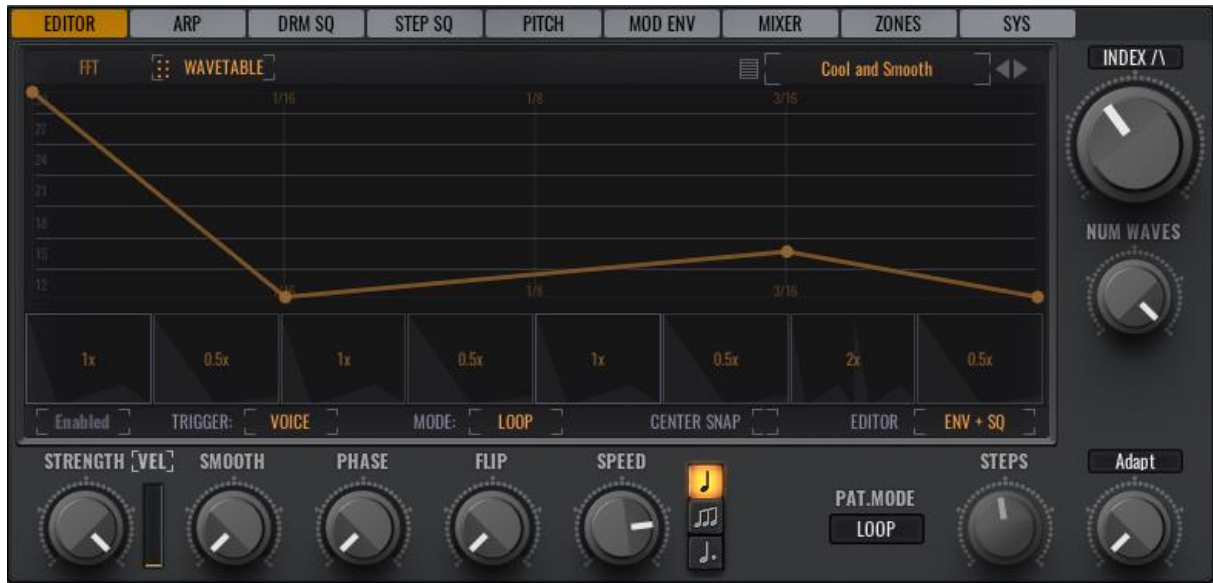 EDITOR ARP DRM SQ STEP SQ PITCH MOD ENV MIXER ZONES SYS
INDEX /\
FFT WAVETABLE Cool and Smooth
1/16 1/8 3/16
27
24
21
18
15
12
1/8 3/16
NUM WAVES
1x 0.5x 1x 0.5x 1x 0.5x 2x 0.5x
Enabled TRIGGER: VOICE MODE: LOOP CENTER SNAP EDITOR ENV + SQ
STRENGTH [VEL] SMOOTH PHASE FLIP SPEED STEPS Adapt
PAT.MODE
LOOP